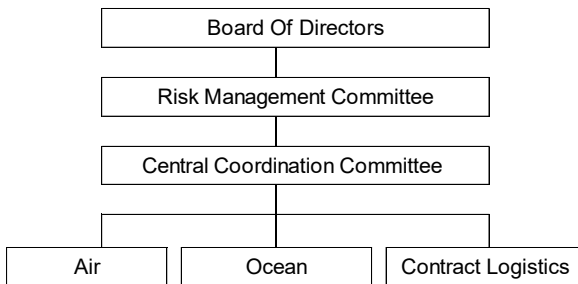 Board Of Directors
Risk Management Committee
Central Coordination Committee
Air
Ocean
Contract Logistics